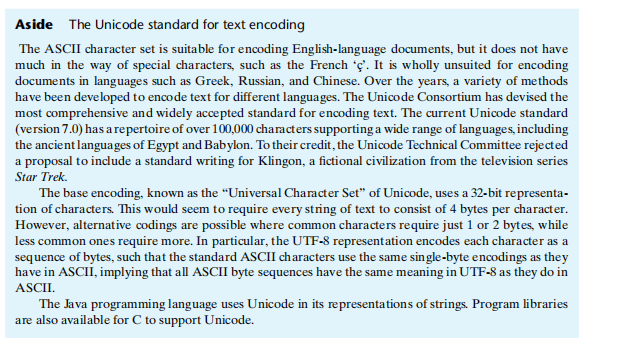 Aside The Unicode standard for text encoding
The ASCII character set is suitable for encoding English-language documents, but it does not have
much in the way of special characters, such as the French ‘ç’. It is wholly unsuited for encoding
documents in languages such as Greek, Russian, and Chinese. Over the years, a variety of methods
have been developed to encode text for different languages. The Unicode Consortium has devised the
most comprehensive and widely accepted standard for encoding text. The current Unicode standard
(version 7.0) has a repertoire of over 100,000 characters supporting a wide range of languages, including
the ancient languages of Egypt and Babylon. To their credit, the Unicode Technical Committee rejected
a proposal to include a standard writing for Klingon, a fictional civilization from the television series
Star Trek.
The base encoding, known as the “Universal Character Set” of Unicode, uses a 32-bit representa-
tion of characters. This would seem to require every string of text to consist of 4 bytes per character.
However, alternative codings are possible where common characters require just 1 or 2 bytes, while
less common ones require more. In particular, the UTF-8 representation encodes each character as a
sequence of bytes, such that the standard ASCII characters use the same single-byte encodings as they
have in ASCII, implying that all ASCII byte sequences have the same meaning in UTF-8 as they do in
ASCII.
The Java programming language uses Unicode in its representations of strings. Program libraries
are also available for C to support Unicode.